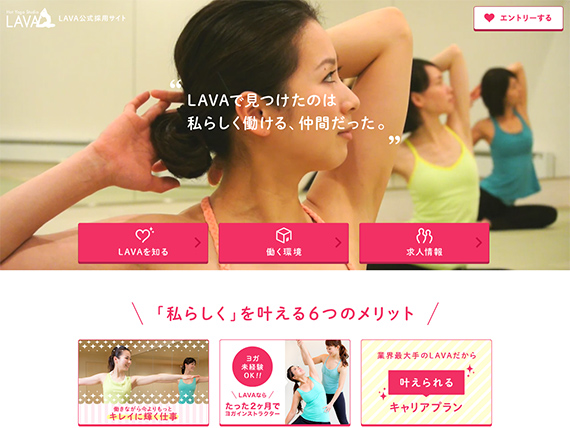 Hot Yoga Studio
LAVA
LAVA公式採用サイト
エントリーする
“
LAVAで見つけたのは
私らしく働ける、仲間だった。
”
LAVAを知る
働く環境
求人情報
「私らしく」を叶える6つのメリット
働きながら今よりもっと
キレイに輝く仕事
ヨガ
未経験
OK!!
LAVAなら
たった2ヶ月で
ヨガインストラクター
業界最大手のLAVAだから
叶えられる
キャリアプラン